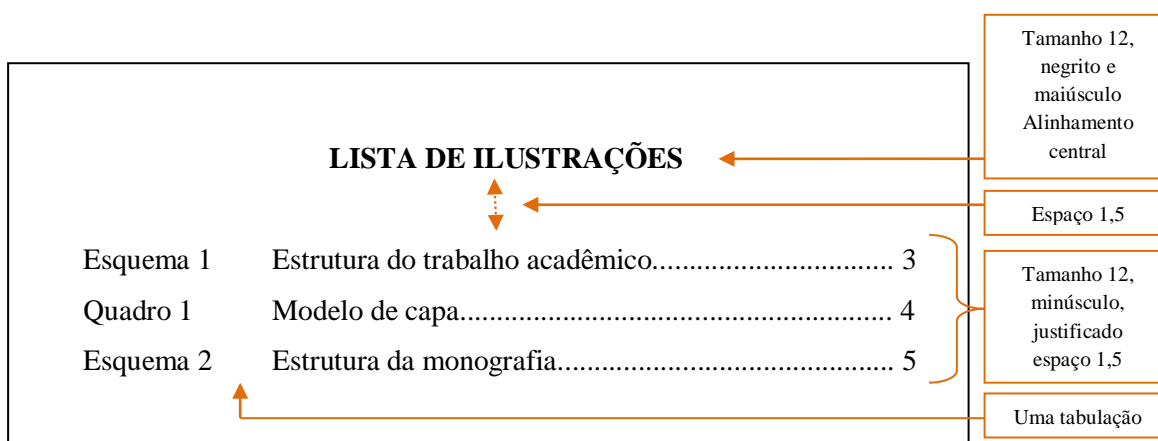 Tamanho 12,
negrito e
maiúsculo
Alinhamento
central
LISTA DE ILUSTRAÇÕES
Espaço 1,5
Esquema 1 Estrutura do trabalho acadêmico.............................................. 3
Quadro 1 Modelo de capa................................................................................ 4
Esquema 2 Estrutura da monografia............................................................... 5
Tamanho 12,
minúsculo,
justificado
espaço 1,5
Uma tabulação